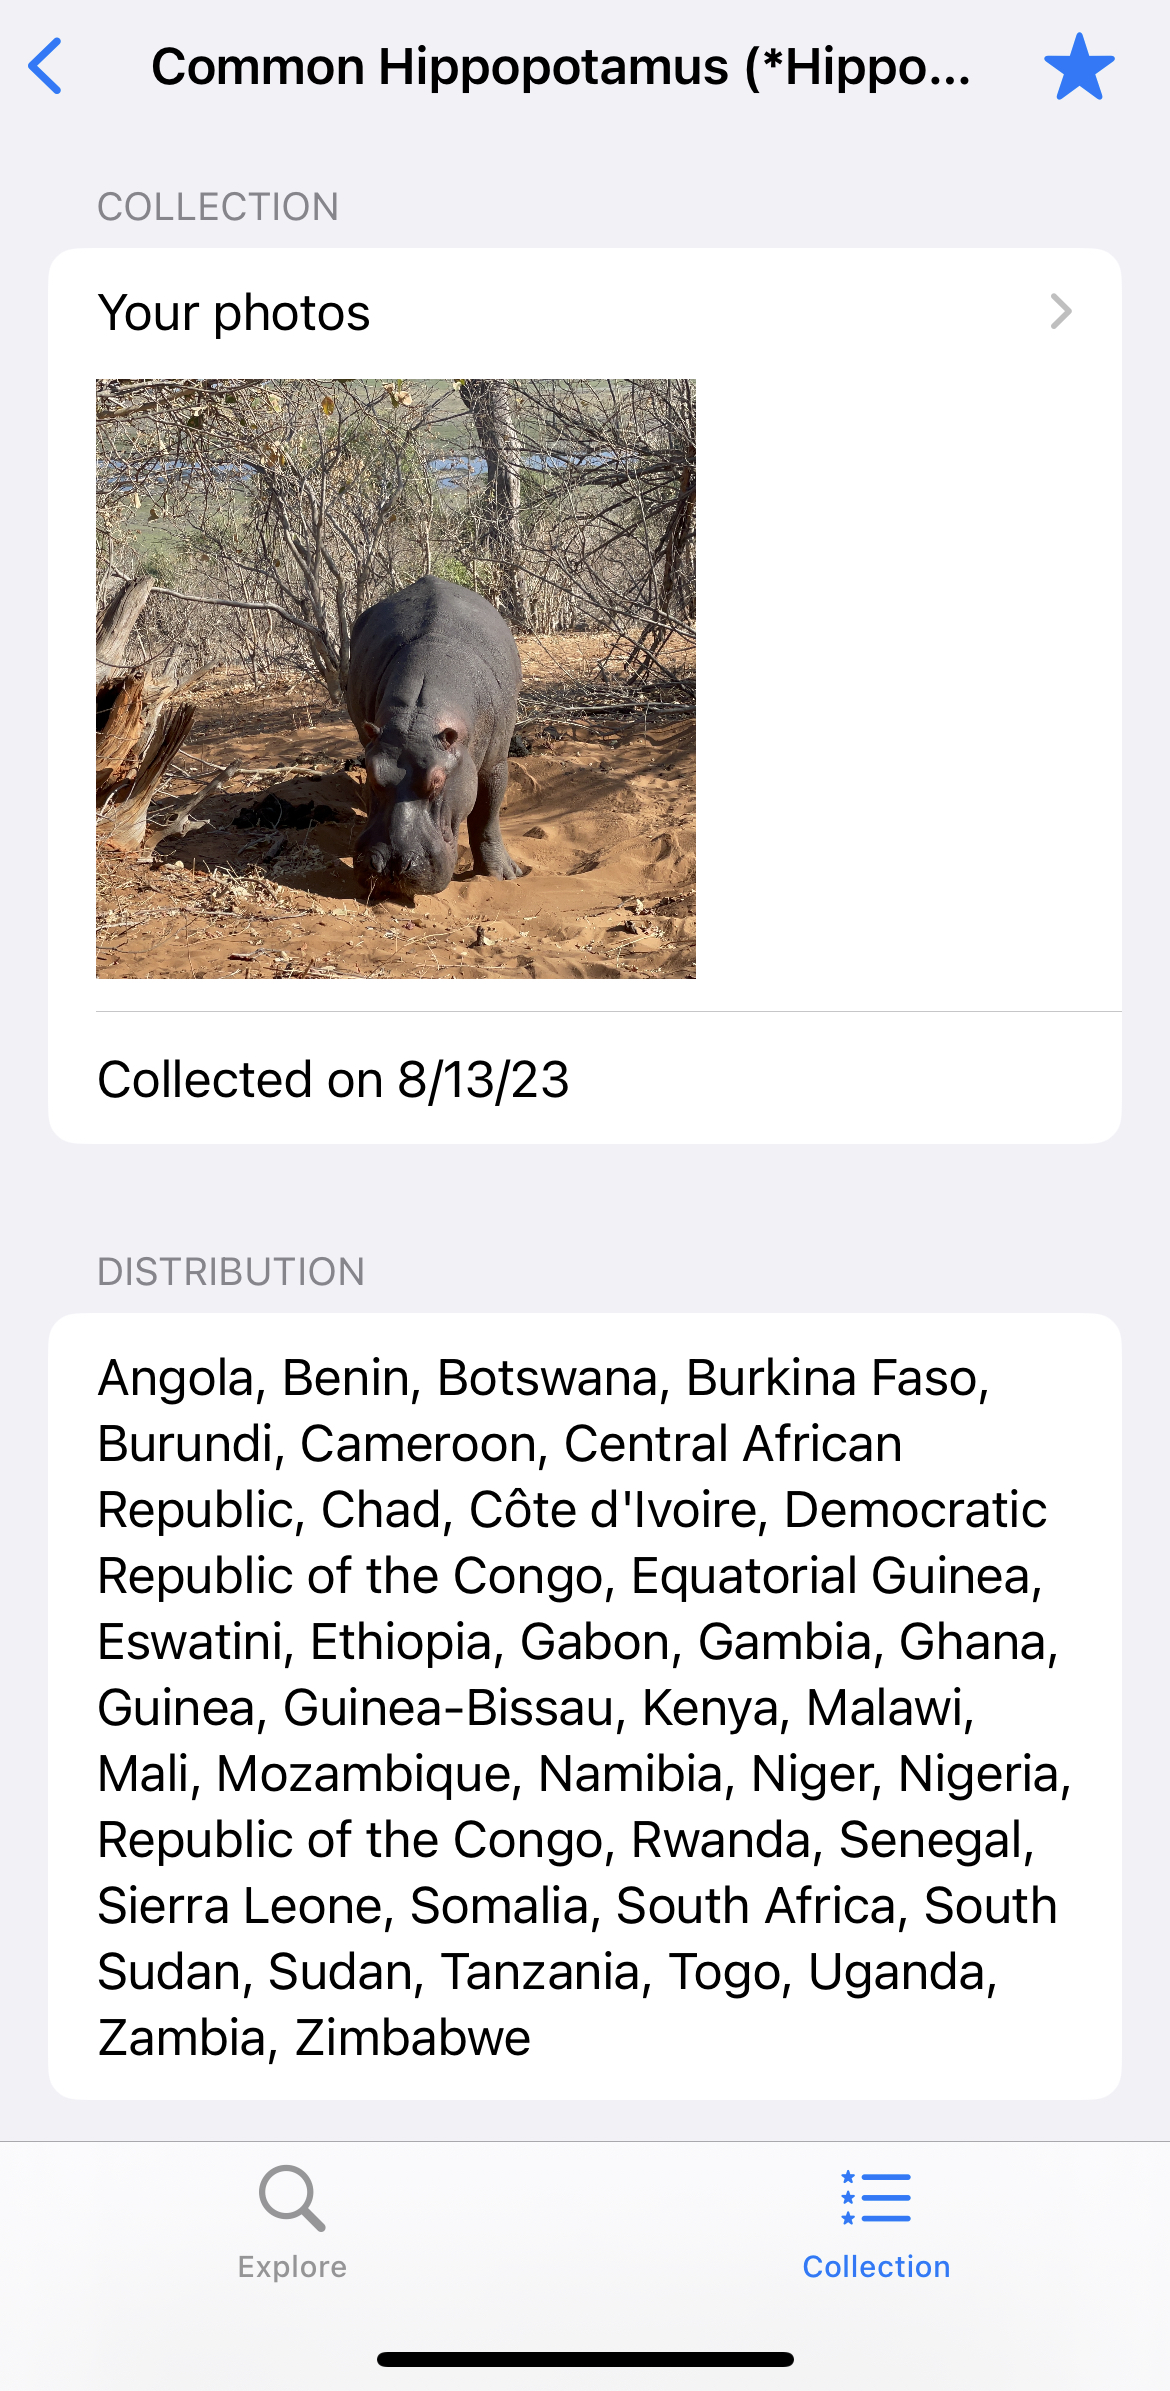 Common Hippopotamus (*Hippo...
COLLECTION
Your photos
Collected on 8/13/23
DISTRIBUTION
Angola, Benin, Botswana, Burkina Faso,
Burundi, Cameroon, Central African
Republic, Chad, Côte d'Ivoire, Democratic
Republic of the Congo, Equatorial Guinea,
Eswatini, Ethiopia, Gabon, Gambia, Ghana,
Guinea, Guinea-Bissau, Kenya, Malawi,
Mali, Mozambique, Namibia, Niger, Nigeria,
Republic of the Congo, Rwanda, Senegal,
Sierra Leone, Somalia, South Africa, South
Sudan, Sudan, Tanzania, Togo, Uganda,
Zambia, Zimbabwe
Explore
Collection